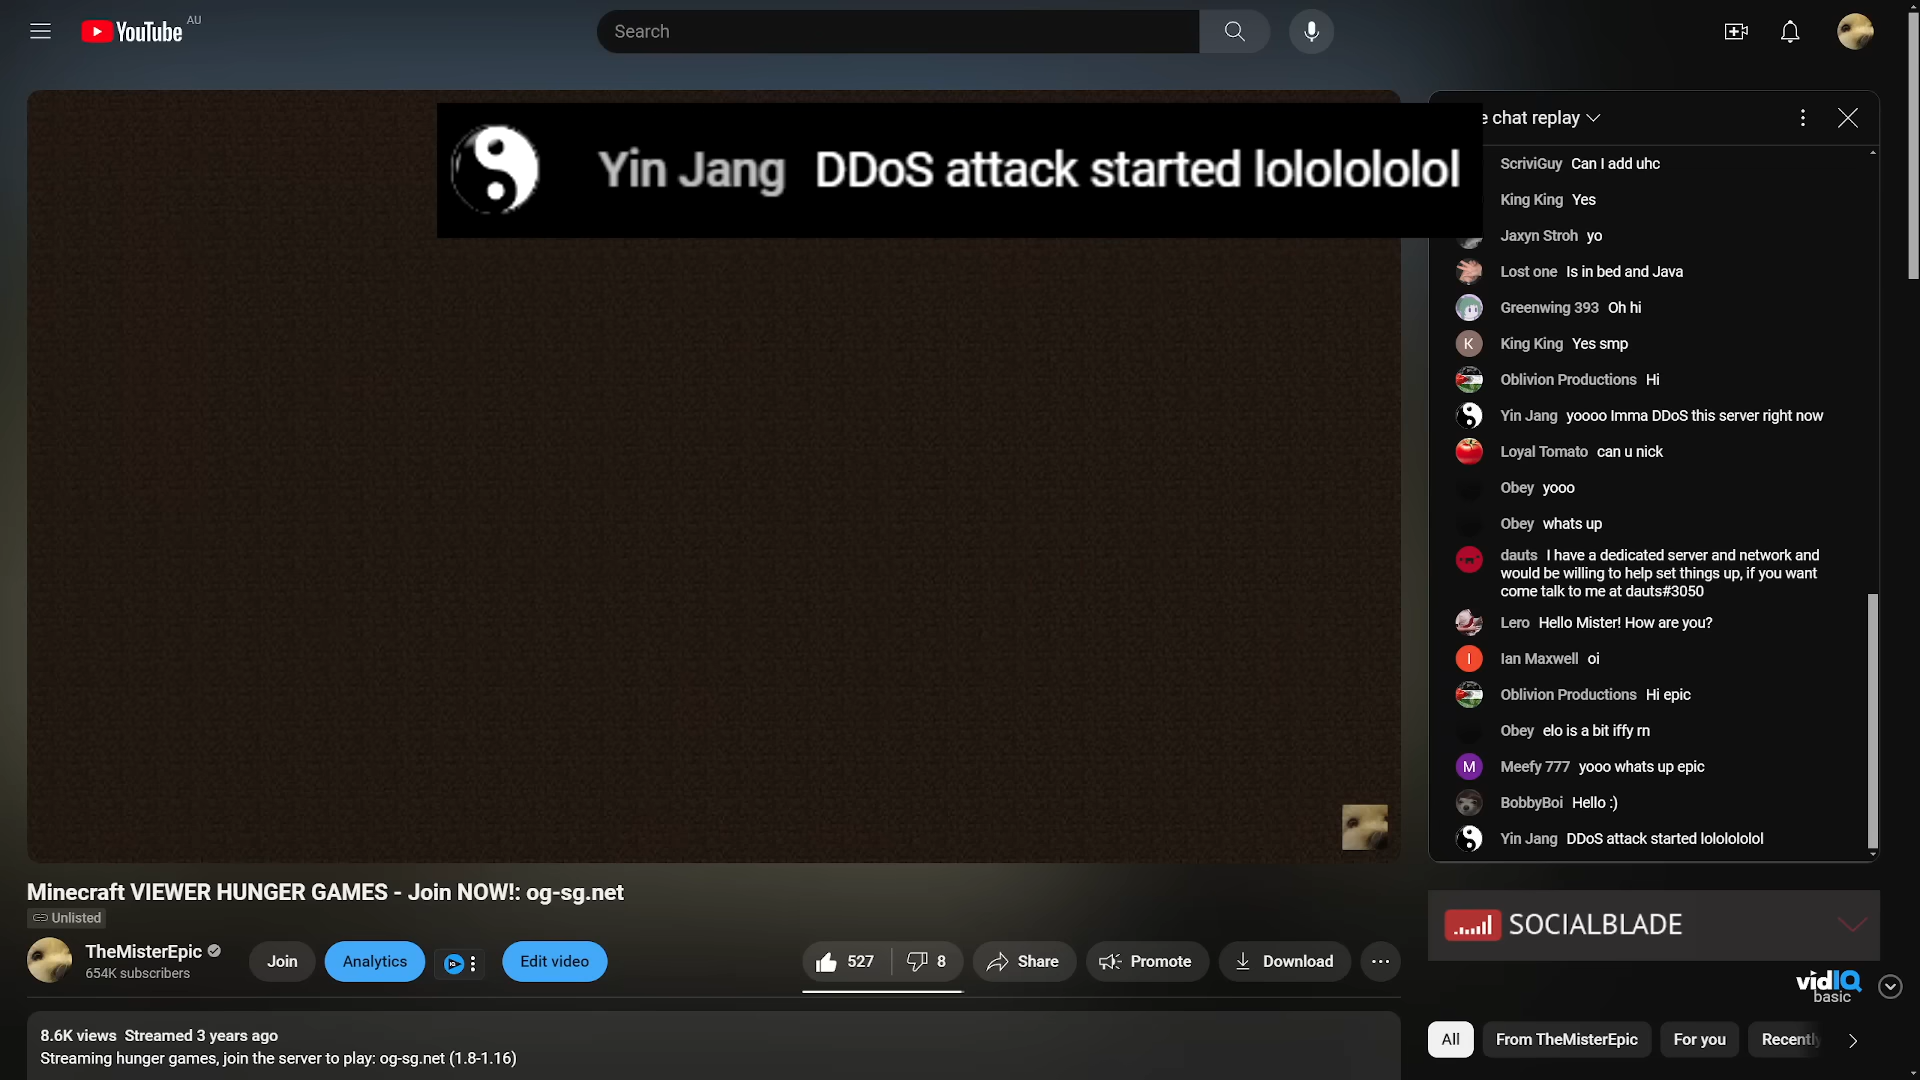 YouTube AU
Search
Yin Jang DDoS attack started lolololol
e chat replay
ScriviGuy Can I add uhc
King King Yes
Jaxyn Stroh yo
Lost one Is in bed and Java
Greenwing 393 Oh hi
K
King King Yes smp
Oblivion Productions Hi
Yin Jang yoooo Imma DDoS this server right now
Loyal Tomato can u nick
Obey yooo
Obey whats up
dauts I have a dedicated server and network and
would be willing to help set things up, if you want
come talk to me at dauts#3050
Lero Hello Mister! How are you?
I
Ian Maxwell oi
Oblivion Productions Hi epic
Obey elo is a bit iffy rn
M
Meefy 777 yooo whats up epic
BobbyBoi Hello :)
Yin Jang DDoS attack started lolololol
Minecraft VIEWER HUNGER GAMES - Join NOW!: og-sg.net
Unlisted
TheMisterEpic
654K subscribers
Join
Analytics
Edit video
527
8
Share
Promote
Download
8.6K views Streamed 3 years ago
Streaming hunger games, join the server to play: og-sg.net (1.8-1.16)
SOCIALBLADE
vidIQ
basic
All
From TheMisterEpic
For you
Recently